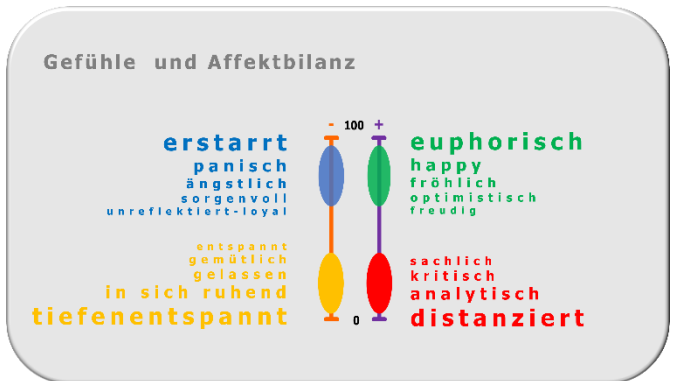 Gefühle und Affektbilanz
- 100 +
erstarrt
panisch
ängstlich
sorgenvoll
unreflektiert-loyal
euphorisch
happy
fröhlich
optimistisch
freudig
entspannt
gemütlich
gelassen
in sich ruhend
tiefenentspannt
sachlich
kritisch
analytisch
distanziert
0